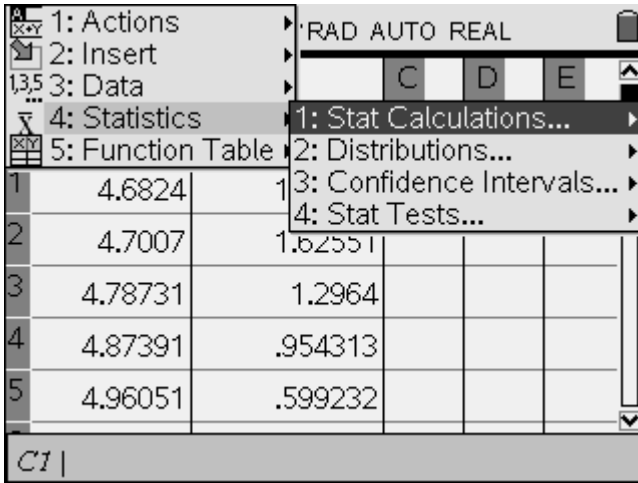 1: Actions
RAD AUTO REAL
2: Insert
3: Data
C D E
4: Statistics
1: Stat Calculations...
5: Function Table
2: Distributions...
3: Confidence Intervals...
4: Stat Tests...
1 4.6824
2 4.7007 1.62551
3 4.78731 1.2964
4 4.87391 .954313
5 4.96051 .599232
C1